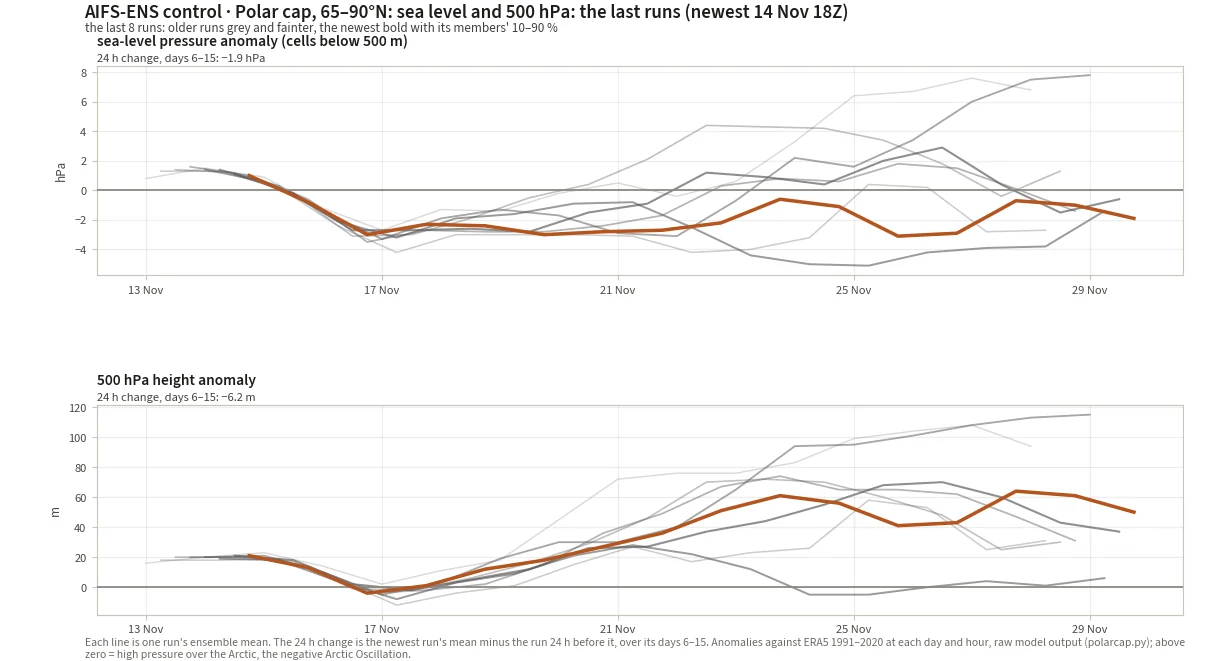 AIFS-ENS control · Polar cap, 65–90°N: sea level and 500 hPa: the last runs (newest 14 Nov 18Z)
the last 8 runs: older runs grey and fainter, the newest bold with its members' 10–90 %
sea-level pressure anomaly (cells below 500 m)
24 h change, days 6–15: −1.9 hPa
8
6
4
2
0
−2
−4
hPa
13 Nov
17 Nov
21 Nov
25 Nov
29 Nov
500 hPa height anomaly
24 h change, days 6–15: −6.2 m
120
100
80
60
40
20
0
m
13 Nov
17 Nov
21 Nov
25 Nov
29 Nov
Each line is one run's ensemble mean. The 24 h change is the newest run's mean minus the run 24 h before it, over its days 6–15. Anomalies against ERA5 1991–2020 at each day and hour, raw model output (polarcap.py); above
zero = high pressure over the Arctic, the negative Arctic Oscillation.